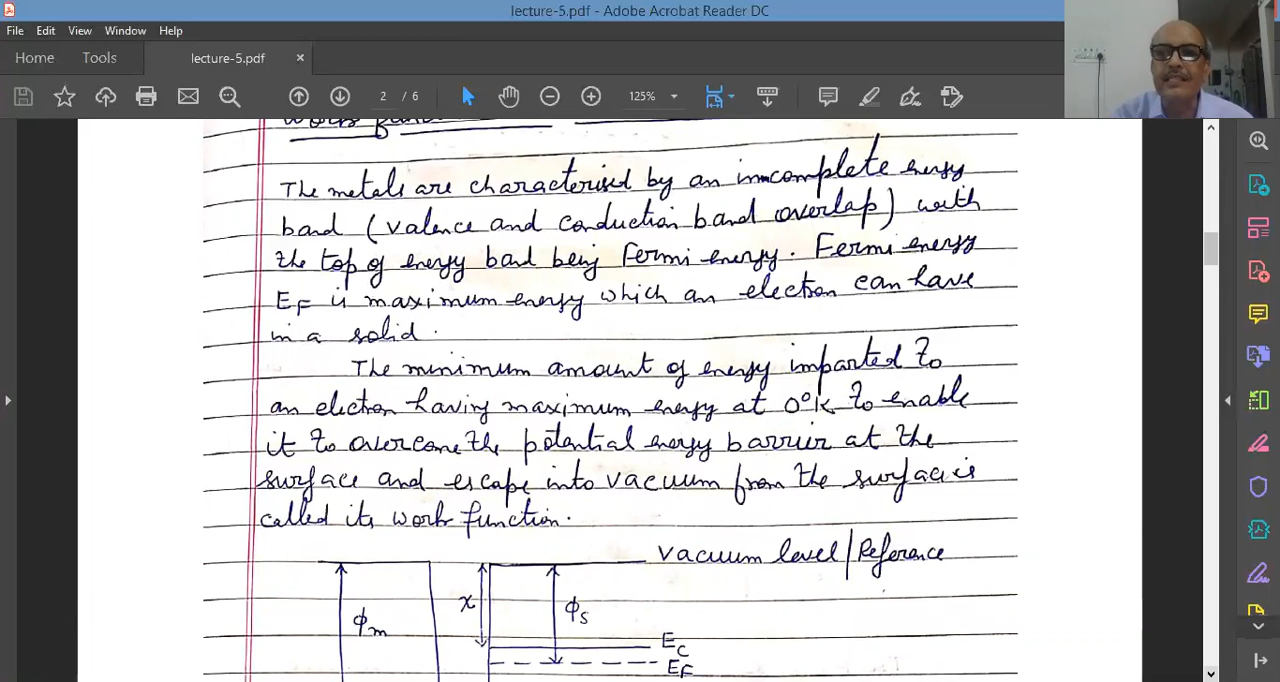 lecture-5.pdf - Adobe Acrobat Reader DC
File Edit View Window Help
Home Tools lecture-5.pdf ×
2 / 6 125%
The metals are characterised by an inncomplete energy
band (valence and conduction band overlap) with
the top of energy band being Fermi energy. Fermi energy
EF is maximum energy which an electron can have
in a solid.
The minimum amount of energy imparted to
an electron having maximum energy at 0°K to enable
it to overcome the potential energy barrier at the
surface and escape into vacuum from the surface is
called its work function.
Vacuum level/Reference
ϕm x ϕs
EC
EF